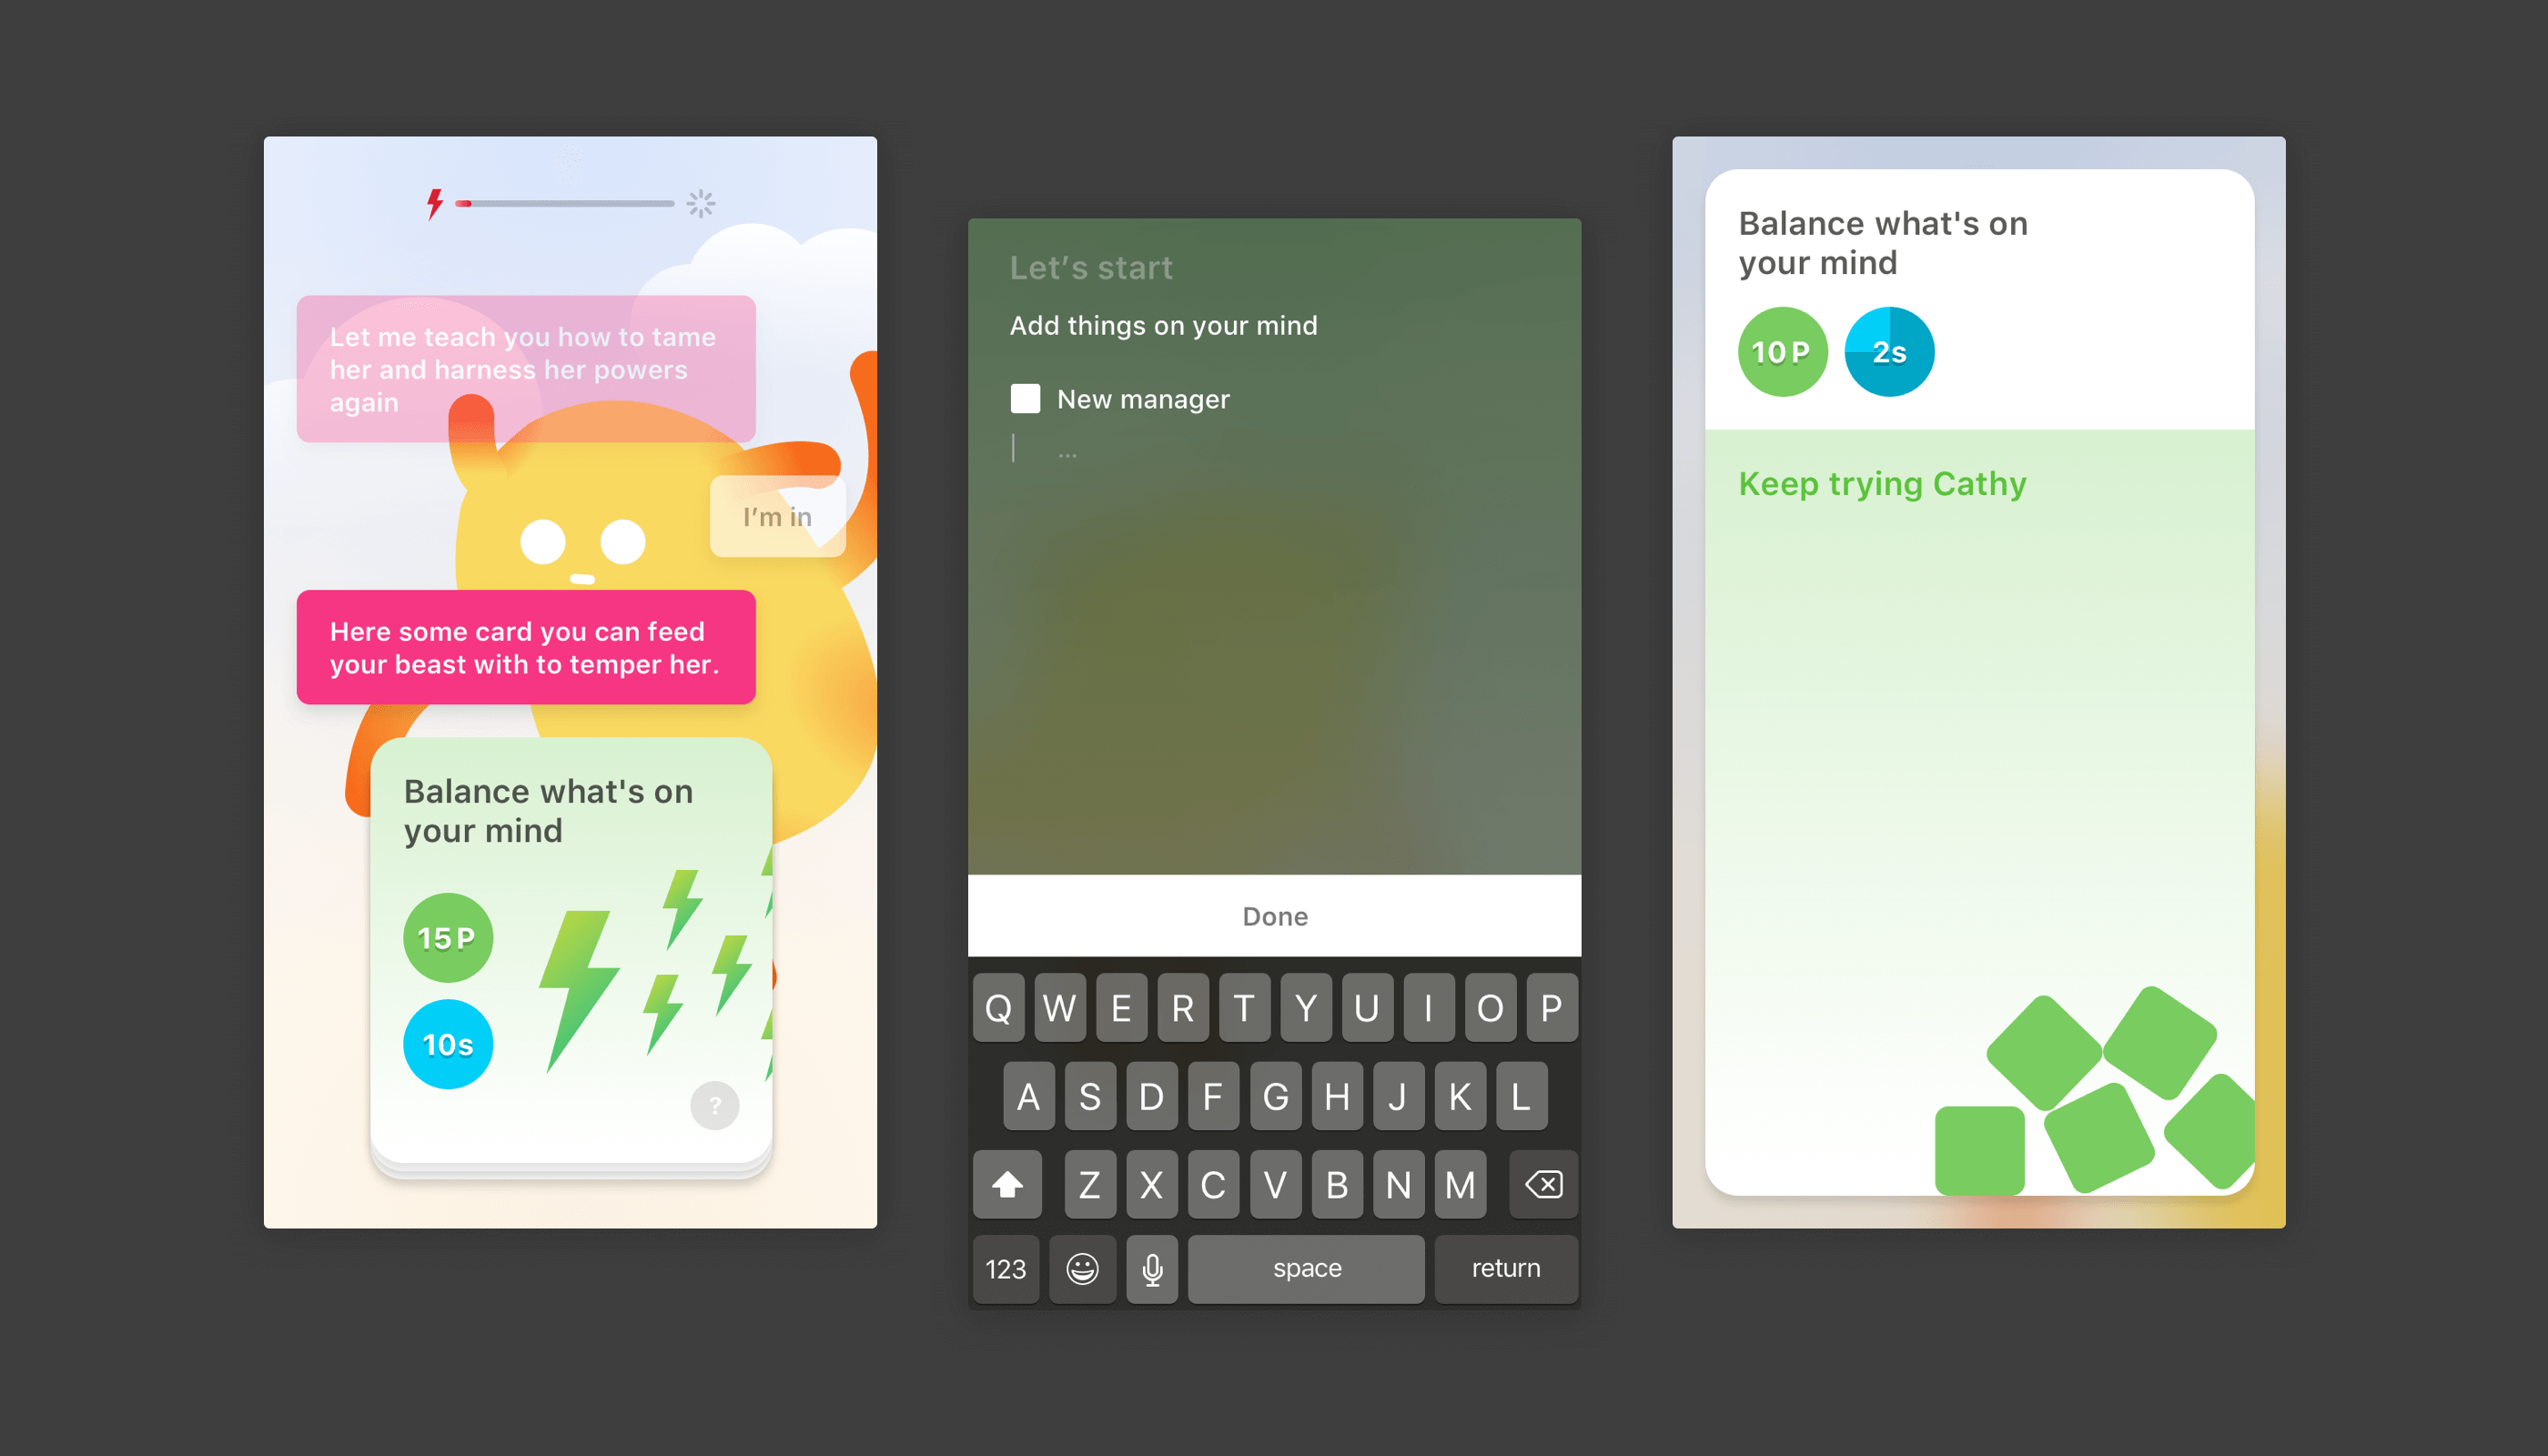 Let me teach you how to tame
her and harness her powers
again
I’m in
Here some card you can feed
your beast with to temper her.
Balance what's on
your mind
15 P
10s
?
Let’s start
Add things on your mind
New manager
...
Done
Q W E R T Y U I O P
A S D F G H J K L
Z X C V B N M
123 space return
Balance what's on
your mind
10 P 2s
Keep trying Cathy